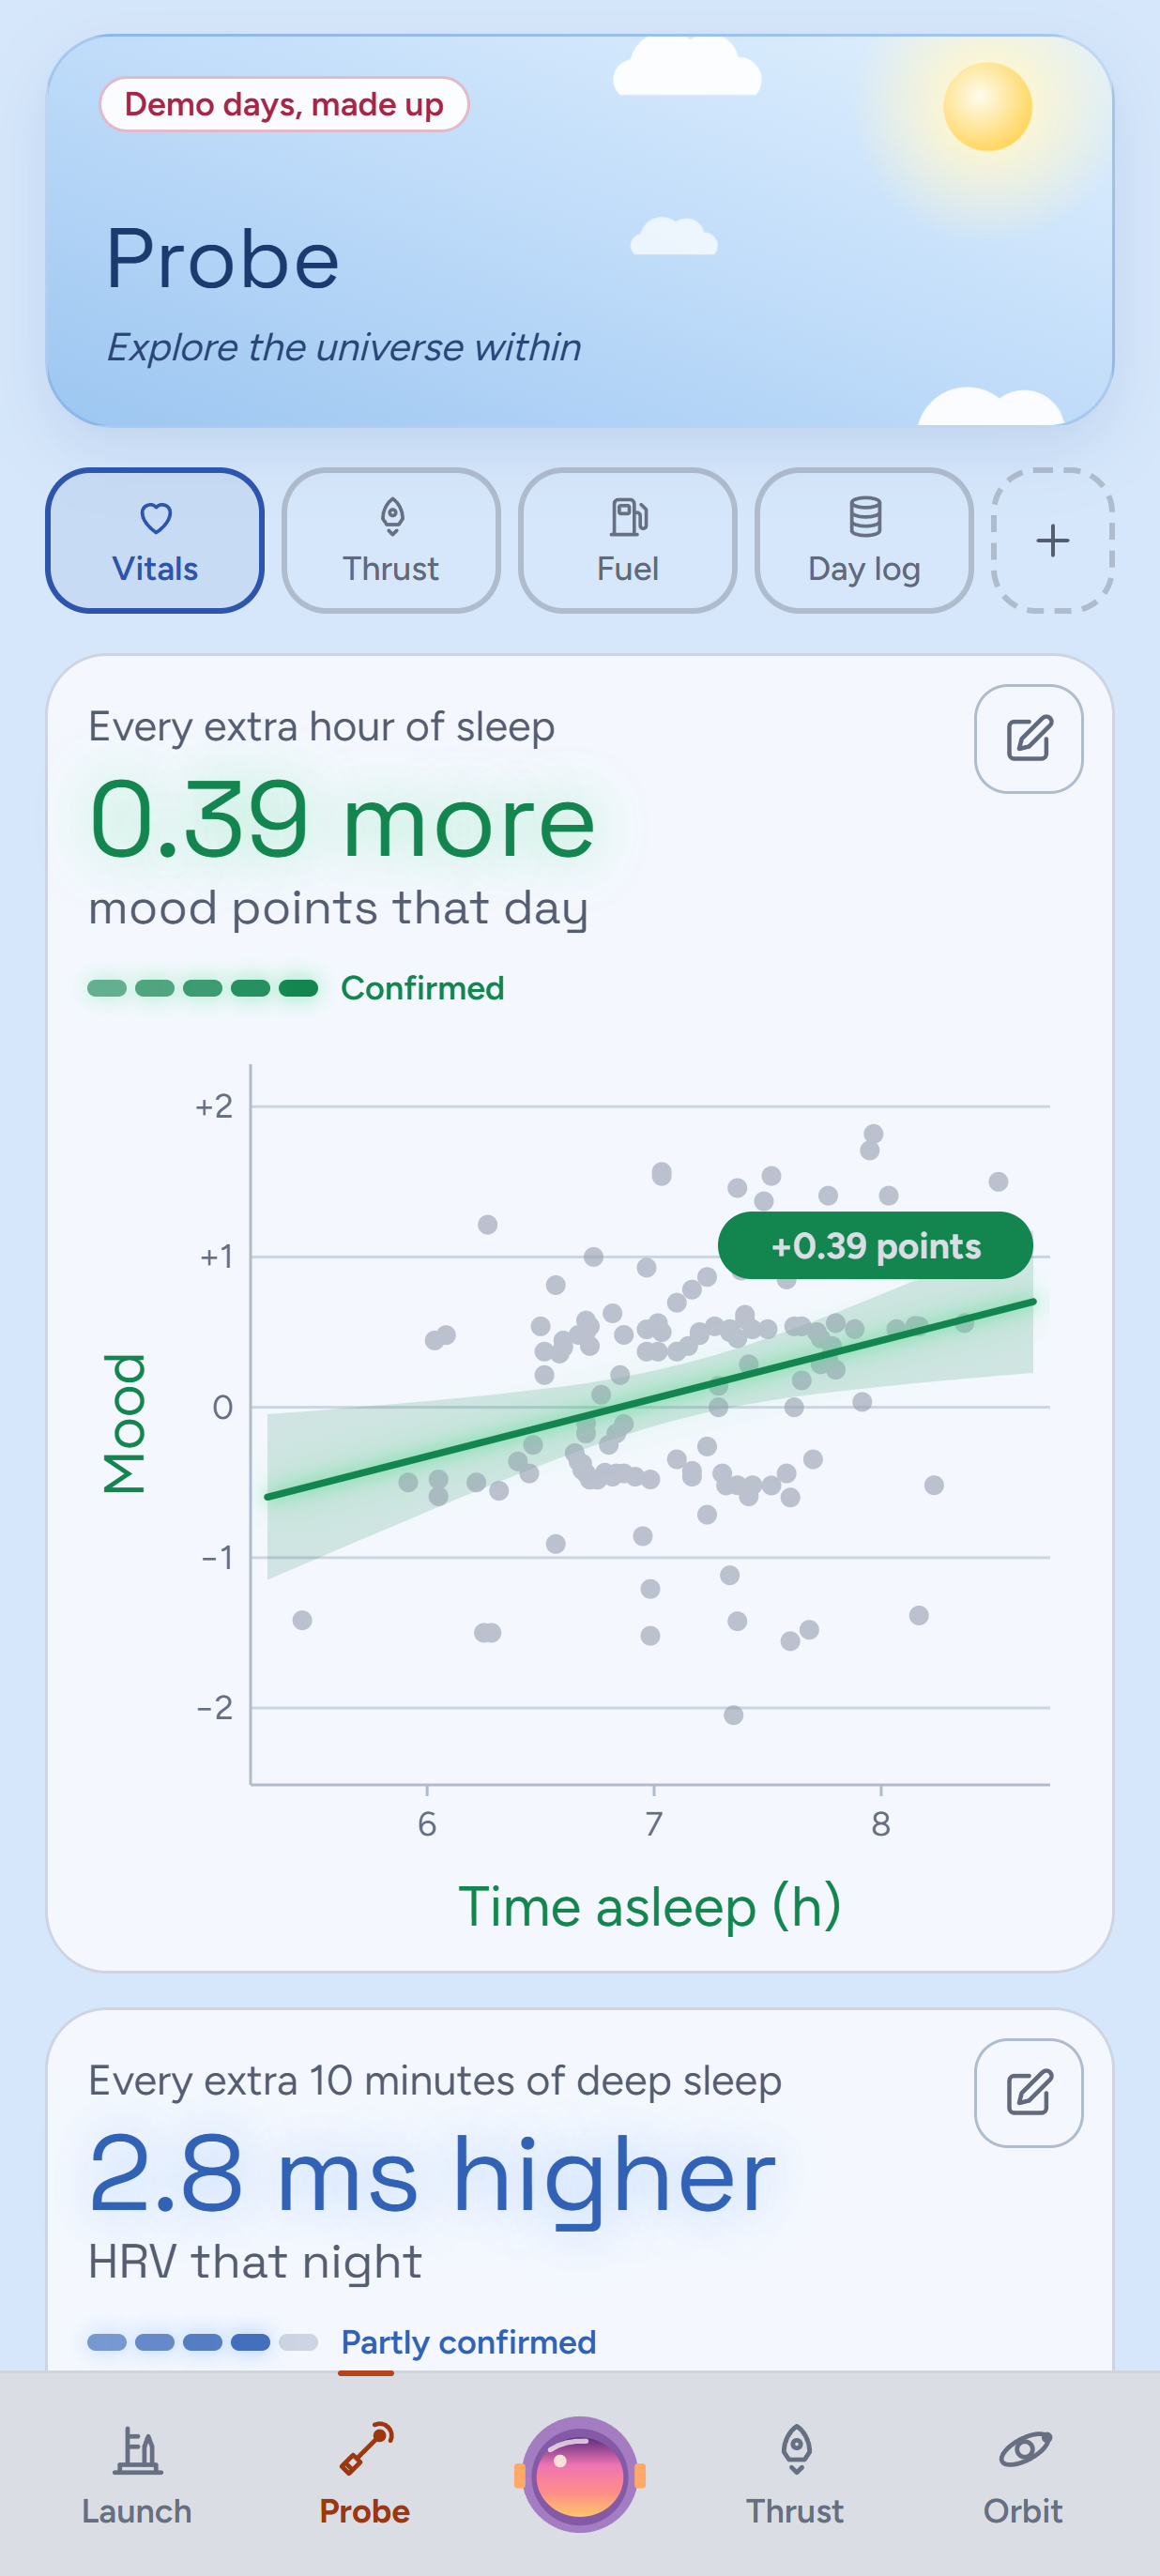 Demo days, made up
Probe
Explore the universe within
Vitals
Thrust
Fuel
Day log
Every extra hour of sleep
0.39 more
mood points that day
Confirmed
+2
+1
0
−1
−2
+0.39 points
Mood
6
7
8
Time asleep (h)
Every extra 10 minutes of deep sleep
2.8 ms higher
HRV that night
Partly confirmed
Launch
Probe
Thrust
Orbit